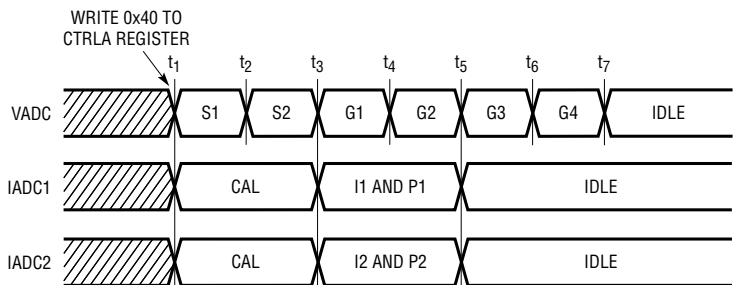 WRITE 0x40 TO
CTRLA REGISTER
t1 t2 t3 t4 t5 t6 t7
VADC S1 S2 G1 G2 G3 G4 IDLE
IADC1 CAL I1 AND P1 IDLE
IADC2 CAL I2 AND P2 IDLE